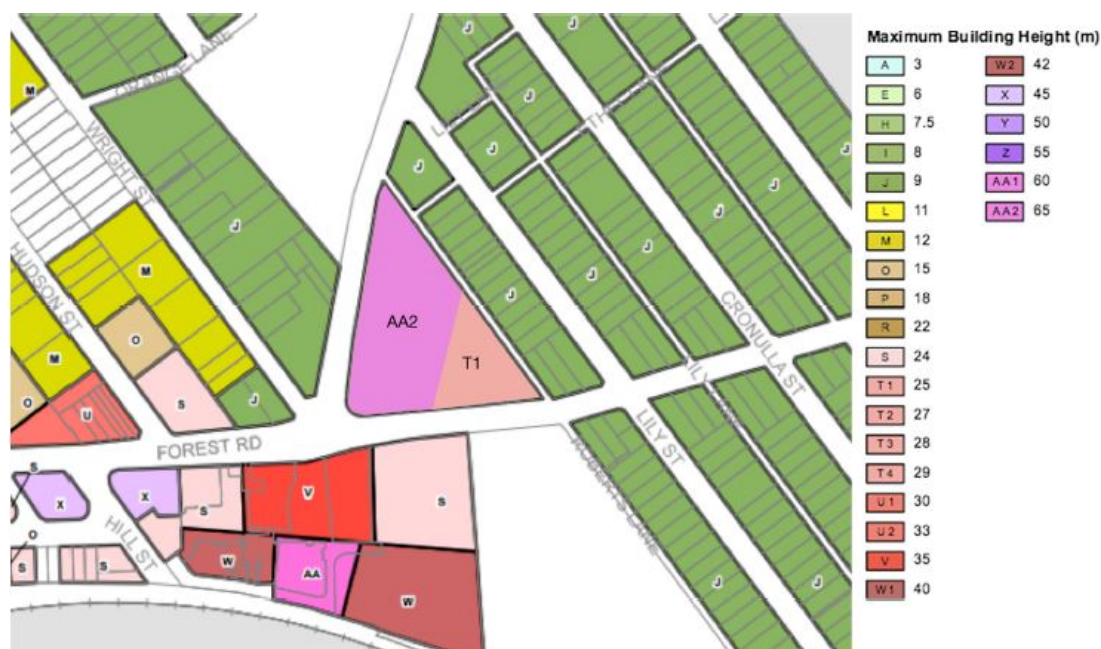 Maximum Building Height (m)
A 3
E 6
H 7.5
I 8
J 9
L 11
M 12
O 15
P 18
R 22
S 24
T1 25
T2 27
T3 28
T4 29
U1 30
U2 33
V 35
W1 40
W2 42
X 45
Y 50
Z 55
AA1 60
AA2 65
J
J
J
M
J
J
J
WRIGHT ST
J
J
J
J
M
J
J
HUDSON ST
O
M
AA2
T1
CRONULLA ST
O
S
J
U
FOREST RD
LILY ST
S
X
X
S
V
S
ROBERTS LANE
O
HILL ST
S
S
W
AA
W
J
J